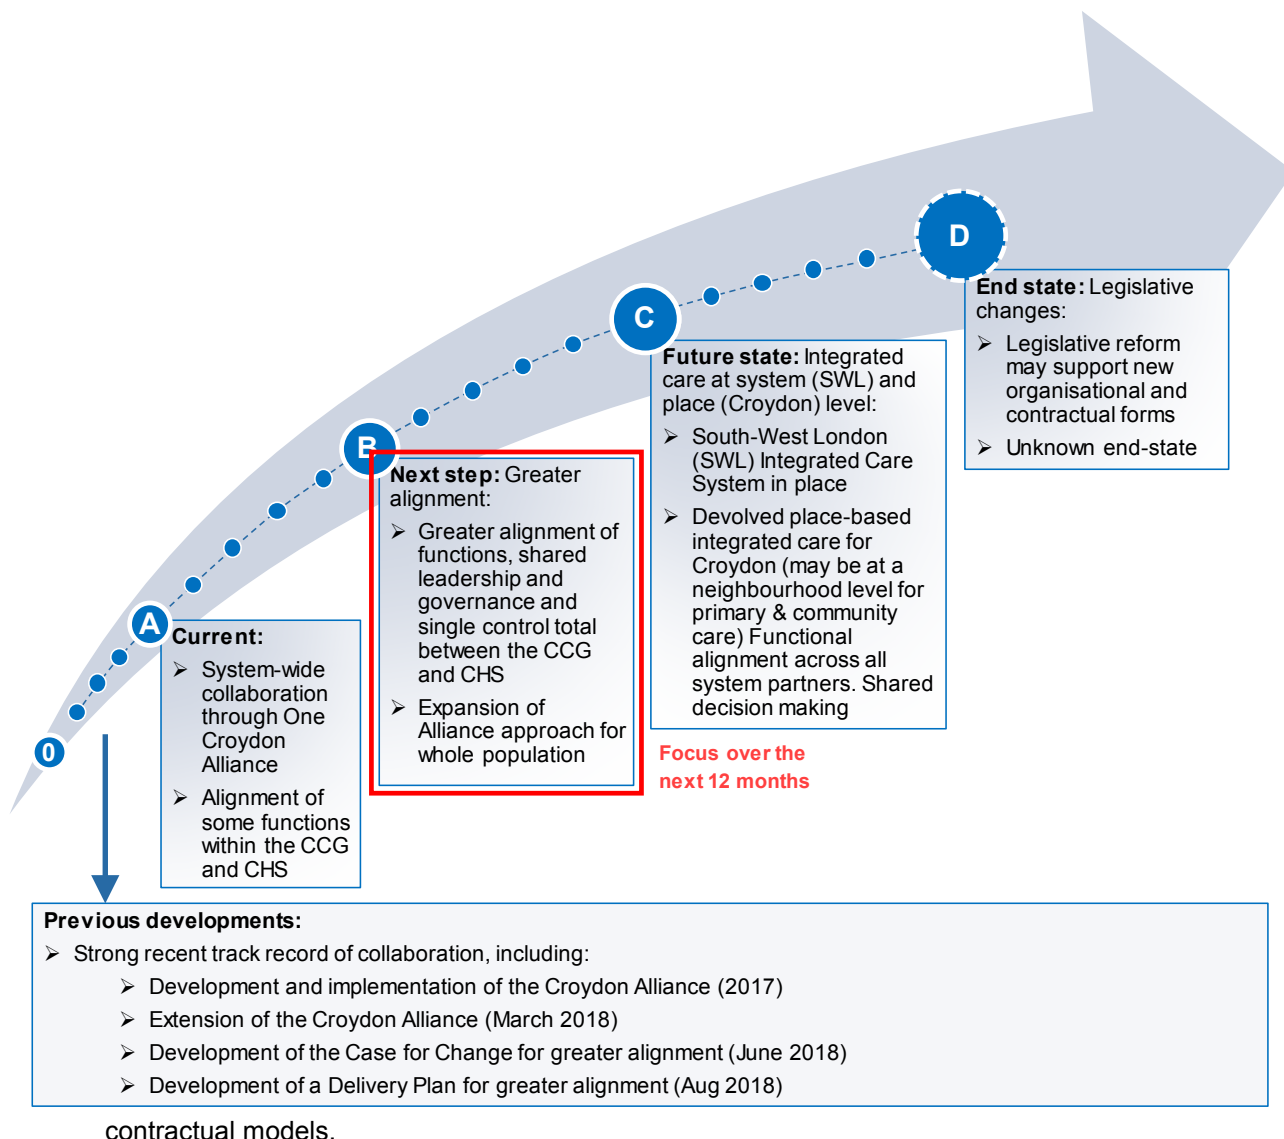 D
End state: Legislative
changes:
➢ Legislative reform
may support new
organisational and
contractual forms
➢ Unknown end-state
C
Future state: Integrated
care at system (SWL) and
place (Croydon) level:
➢ South-West London
(SWL) Integrated Care
System in place
➢ Devolved place-based
integrated care for
Croydon (may be at a
neighbourhood level for
primary & community
care) Functional
alignment across all
system partners. Shared
decision making
B
Next step: Greater
alignment:
➢ Greater alignment of
functions, shared
leadership and
governance and
single control total
between the CCG
and CHS
➢ Expansion of
Alliance approach for
whole population
Focus over the
next 12 months
A
Current:
➢ System-wide
collaboration
through One
Croydon
Alliance
➢ Alignment of
some functions
within the CCG
and CHS
0
Previous developments:
➢ Strong recent track record of collaboration, including:
➢ Development and implementation of the Croydon Alliance (2017)
➢ Extension of the Croydon Alliance (March 2018)
➢ Development of the Case for Change for greater alignment (June 2018)
➢ Development of a Delivery Plan for greater alignment (Aug 2018)
contractual models.